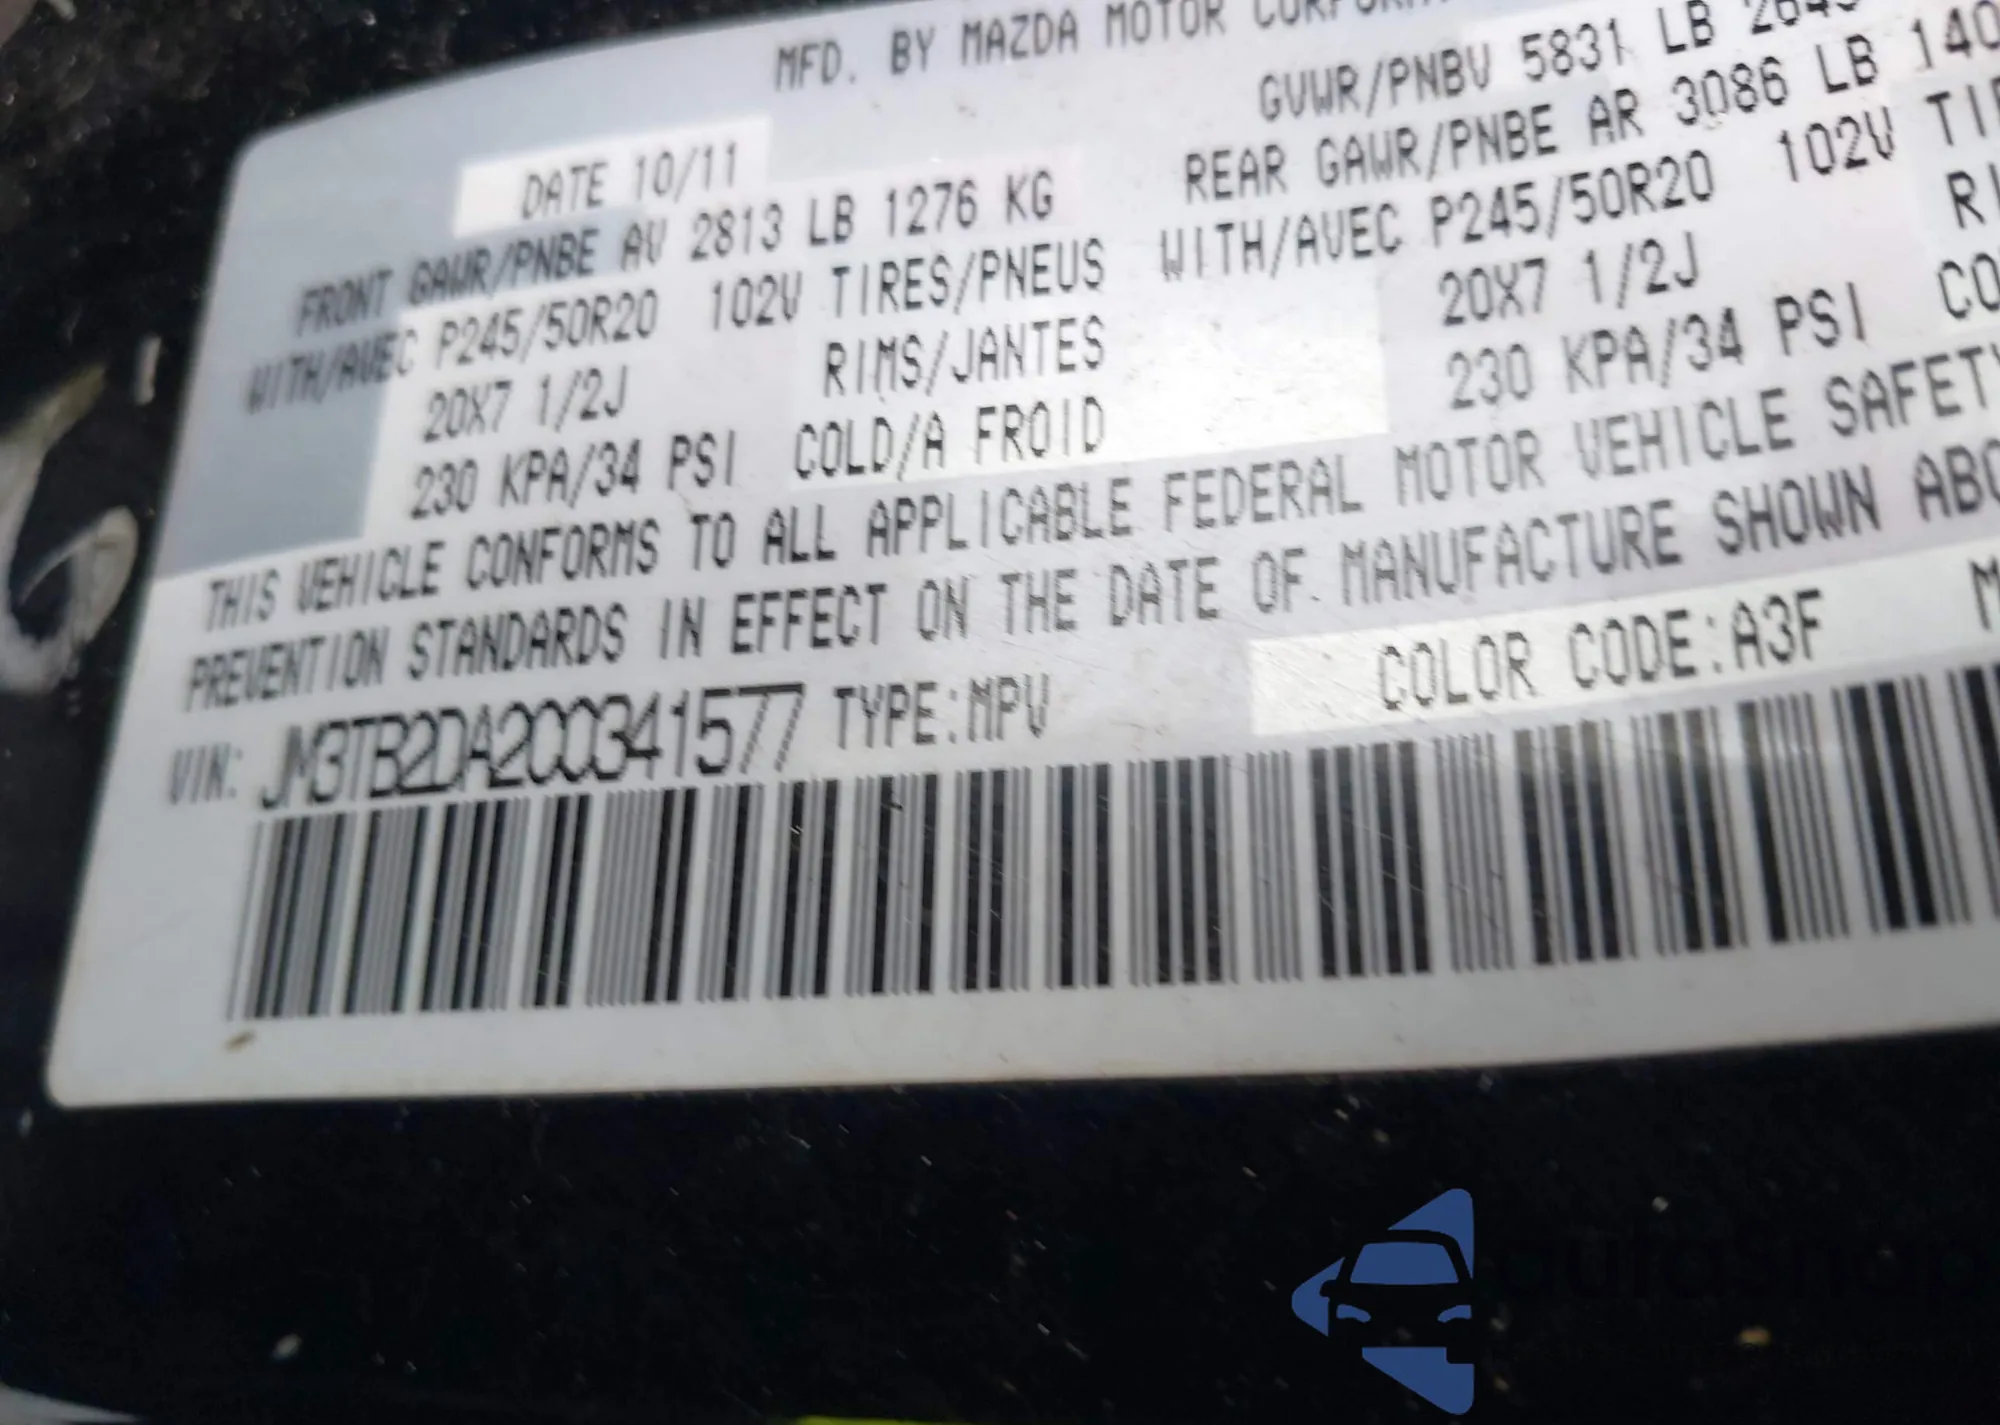 MFD. BY MAZDA MOTOR
DATE 10/11 GVWR/PNBV 5831 LB
FRONT GAWR/PNBE AV 2813 LB 1276 KG REAR GAWR/PNBE AR 3086 LB
WITH/AVEC P245/50R20 102V TIRES/PNEUS WITH/AVEC P245/50R20 102V
20X7 1/2J RIMS/JANTES 20X7 1/2J
230 KPA/34 PSI COLD/A FROID 230 KPA/34 PSI
THIS VEHICLE CONFORMS TO ALL APPLICABLE FEDERAL MOTOR VEHICLE SAFETY
PREVENTION STANDARDS IN EFFECT ON THE DATE OF MANUFACTURE SHOWN
VIN: JM3TB2DA2C0341577 TYPE:MPV COLOR CODE:A3F